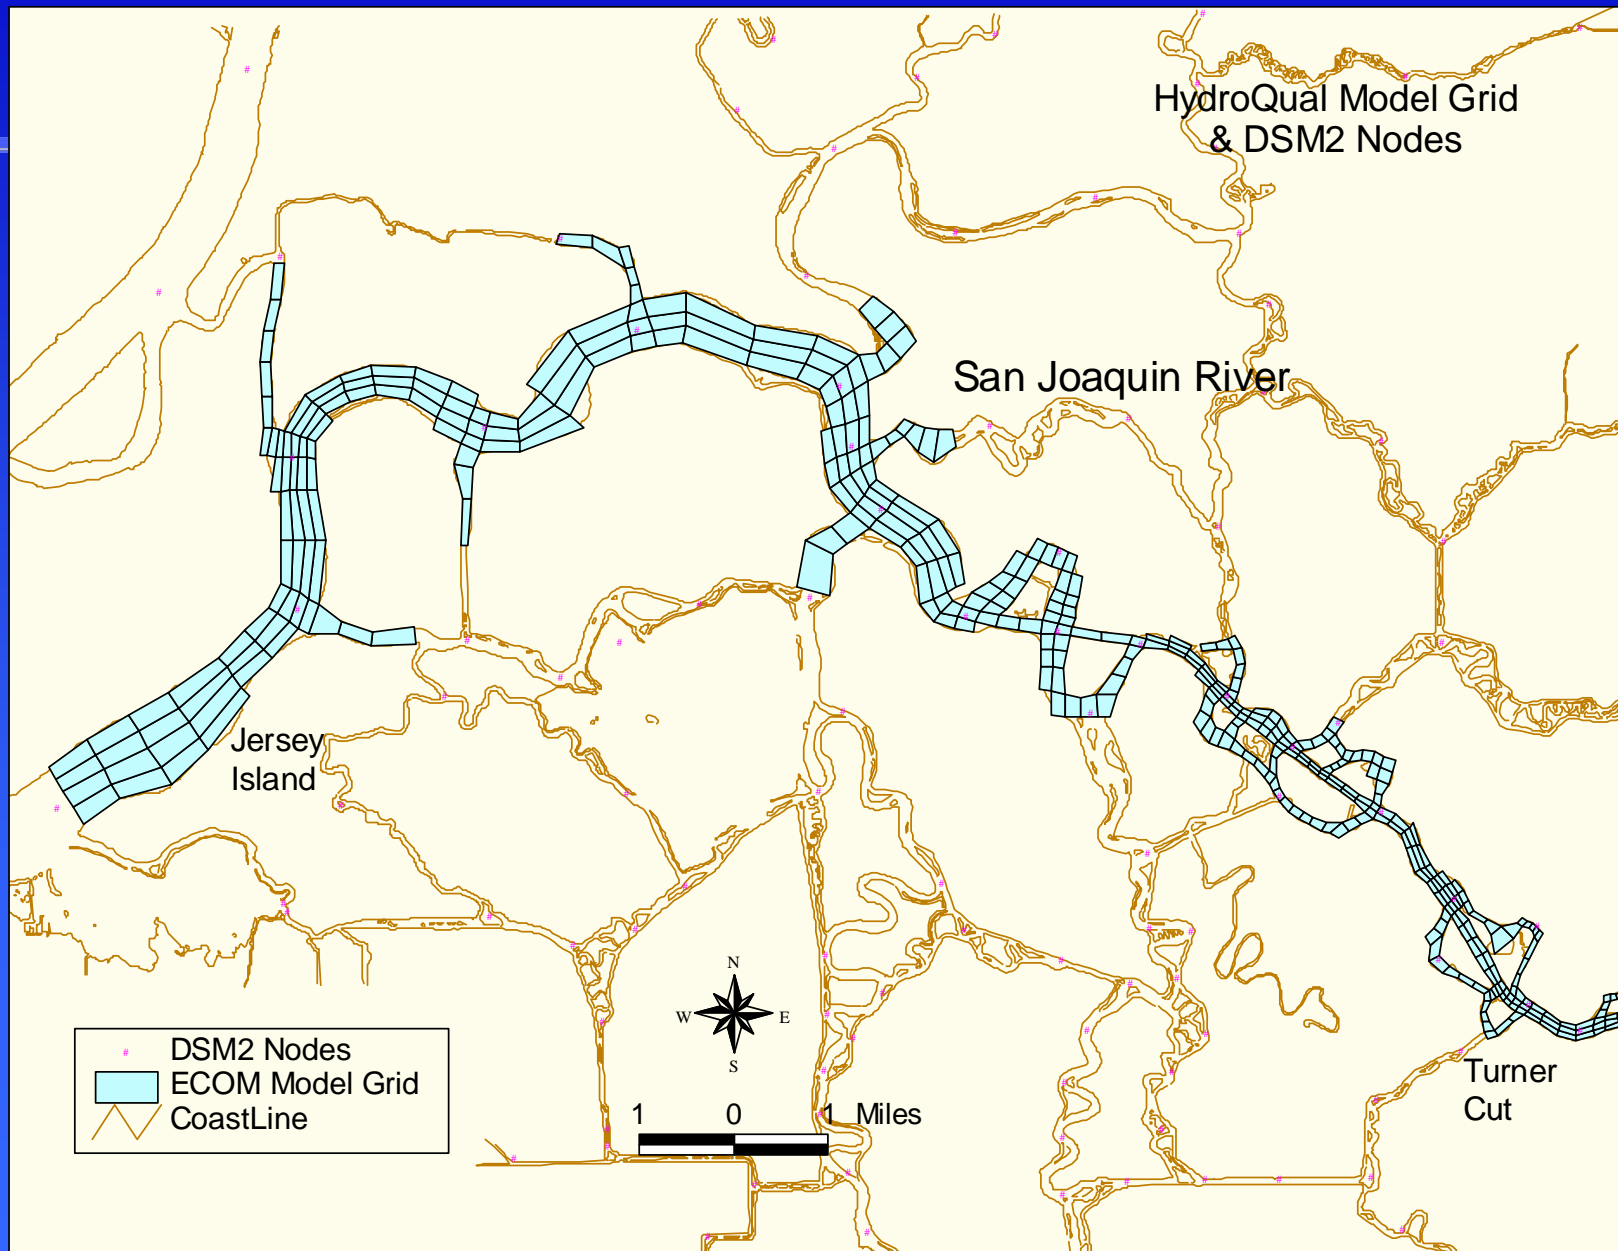 HydroQual Model Grid
& DSM2 Nodes
San Joaquin River
Jersey
Island
N
W E
S
# DSM2 Nodes
ECOM Model Grid
CoastLine
1 0 1 Miles
Turner
Cut